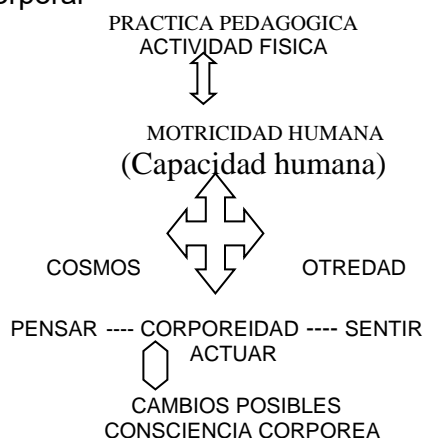 PRACTICA PEDAGOGICA
ACTIVIDAD FISICA
MOTRICIDAD HUMANA
(Capacidad humana)
COSMOS OTREDAD
PENSAR ---- CORPOREIDAD ---- SENTIR
ACTUAR
CAMBIOS POSIBLES
CONSCIENCIA CORPOREA